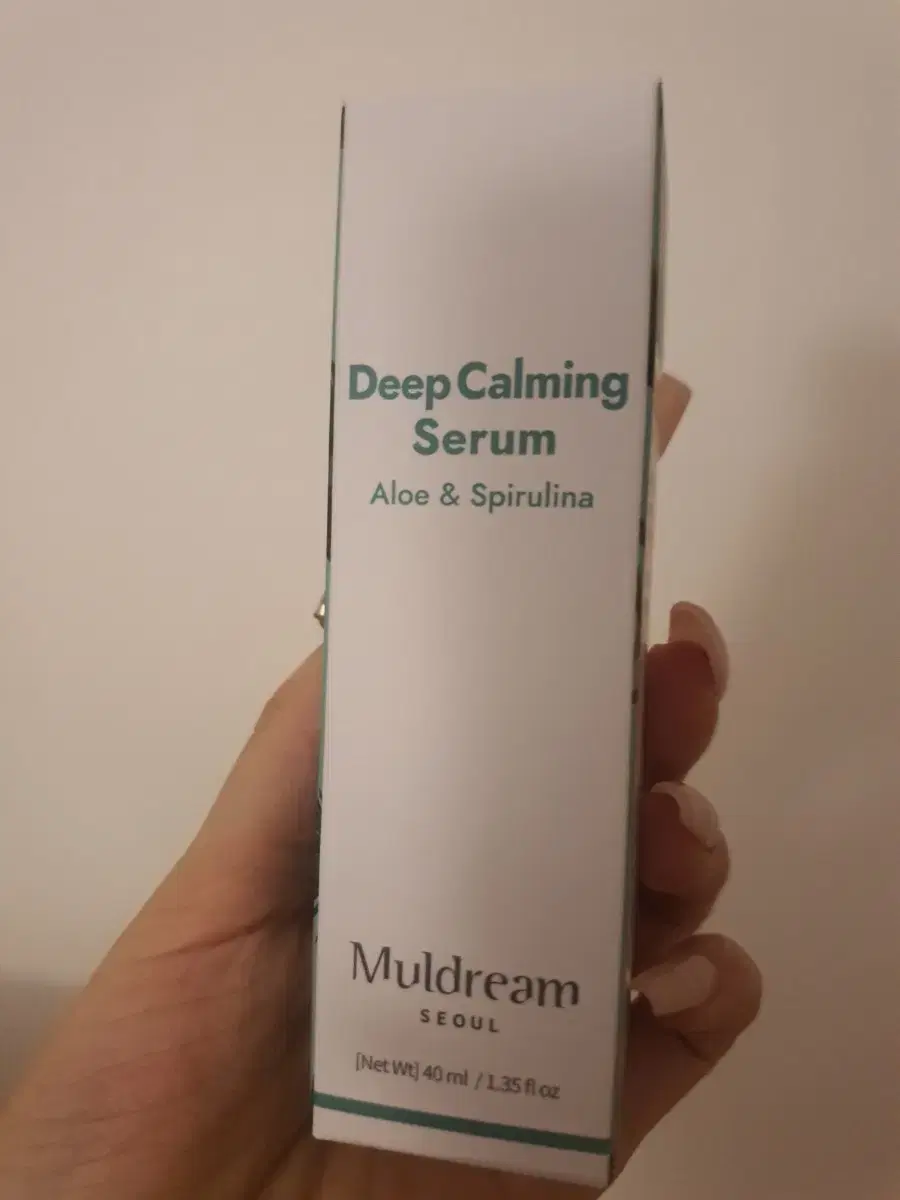 Deep Calming
Serum
Aloe & Spirulina
Muldream
SEOUL
[Net Wt] 40 ml / 1.35 fl oz